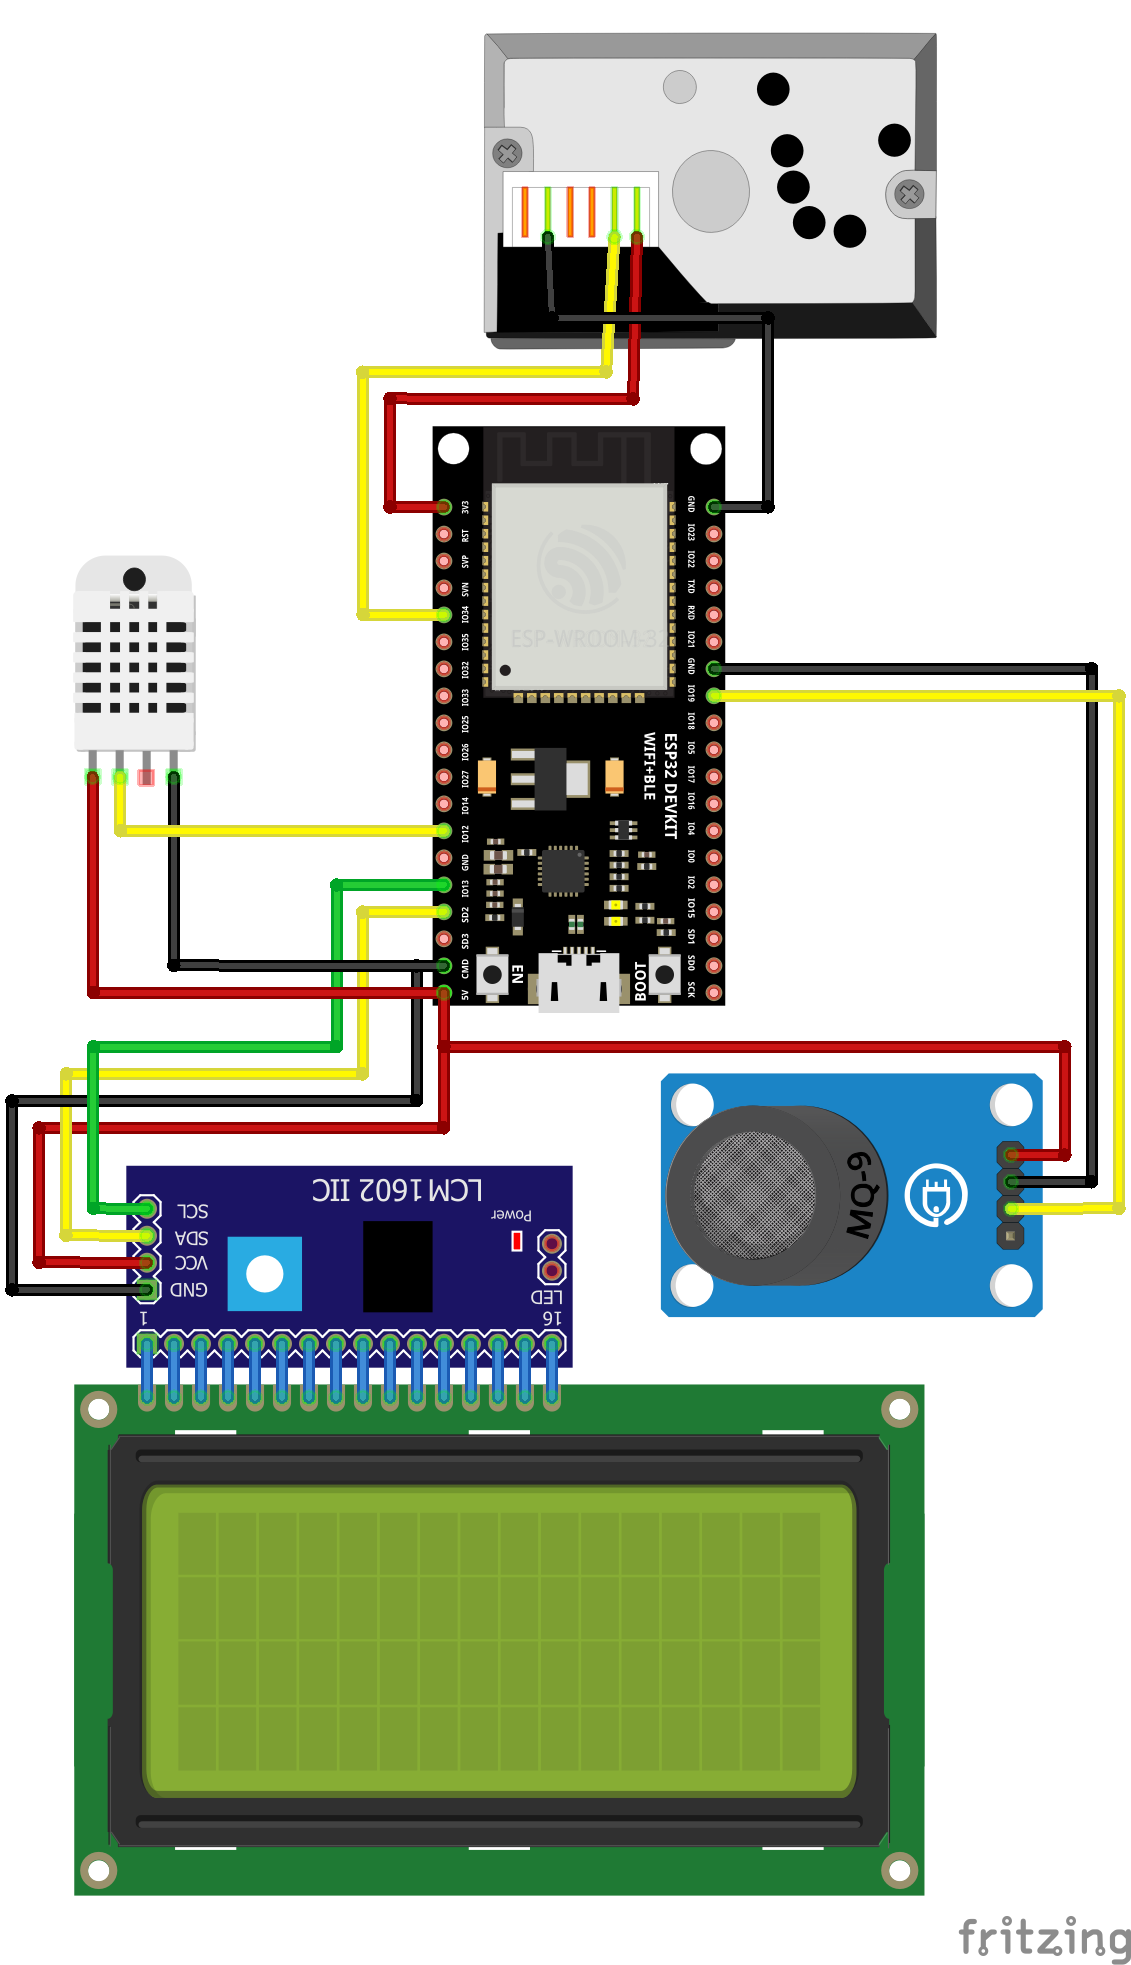 3V3
RST
SVP
SVN
IO34
IO35
IO32
IO33
IO25
IO26
IO27
IO14
IO12
GND
IO13
SD2
SD3
CMD
5V
GND
IO23
IO22
TXD
RXD
IO21
GND
IO19
IO18
IO5
IO17
IO16
IO4
IO0
IO2
IO15
SD1
SD0
SCK
ESP-WROOM-32
ESP32 DEVKIT
WIFI+BLE
EN
BOOT
MQ-9
LCM1602 IIC
Power
SCL
SDA
VCC
GND
LED
1
16
fritzing